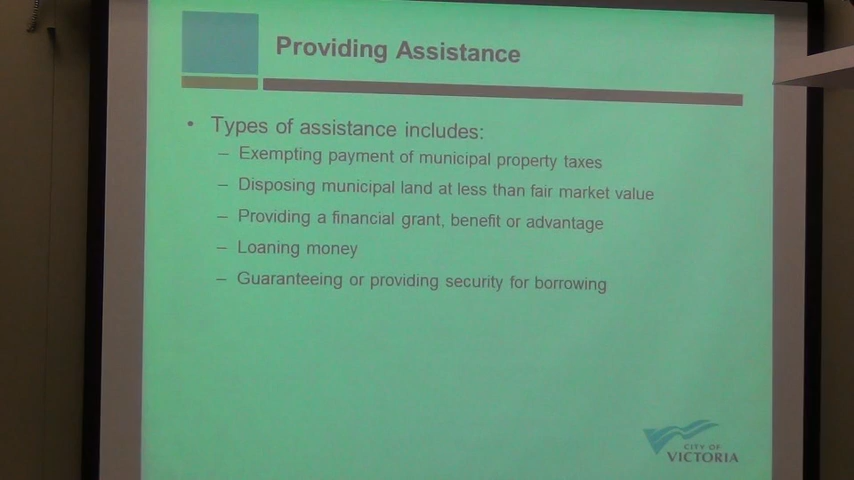 Providing Assistance
• Types of assistance includes:
– Exempting payment of municipal property taxes
– Disposing municipal land at less than fair market value
– Providing a financial grant, benefit or advantage
– Loaning money
– Guaranteeing or providing security for borrowing
CITY OF
VICTORIA